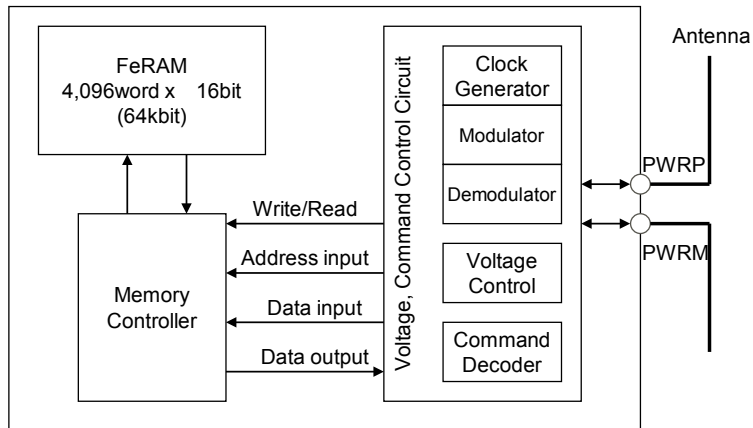 FeRAM
4,096word x 16bit
(64kbit)
Memory
Controller
Write/Read
Address input
Data input
Data output
Voltage, Command Control Circuit
Clock
Generator
Modulator
Demodulator
Voltage
Control
Command
Decoder
Antenna
PWRP
PWRM